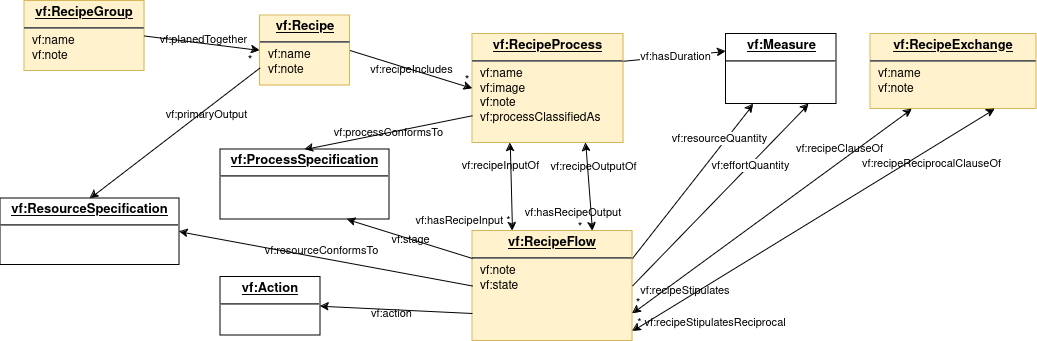 vf:RecipeGroup
vf:name
vf:note
vf:planedTogether
*
vf:Recipe
vf:name
vf:note
vf:recipeIncludes
*
vf:RecipeProcess
vf:name
vf:image
vf:note
vf:processClassifiedAs
vf:hasDuration
vf:Measure
vf:RecipeExchange
vf:name
vf:note
vf:primaryOutput
vf:processConformsTo
vf:ProcessSpecification
vf:recipeInputOf
vf:recipeOutputOf
vf:resourceQuantity
vf:effortQuantity
vf:recipeClauseOf
vf:recipeReciprocalClauseOf
vf:ResourceSpecification
vf:hasRecipeInput *
vf:hasRecipeOutput
*
vf:stage
vf:resourceConformsTo
vf:RecipeFlow
vf:note
vf:state
vf:Action
vf:action
vf:recipeStipulates
*
* vf:recipeStipulatesReciprocal